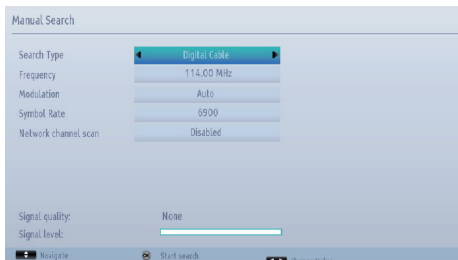 Manual Search
Search Type Digital Cable
Frequency 114.00 MHz
Modulation Auto
Symbol Rate 6900
Network channel scan Disabled
Signal quality: None
Signal level:
Navigate OK Start search